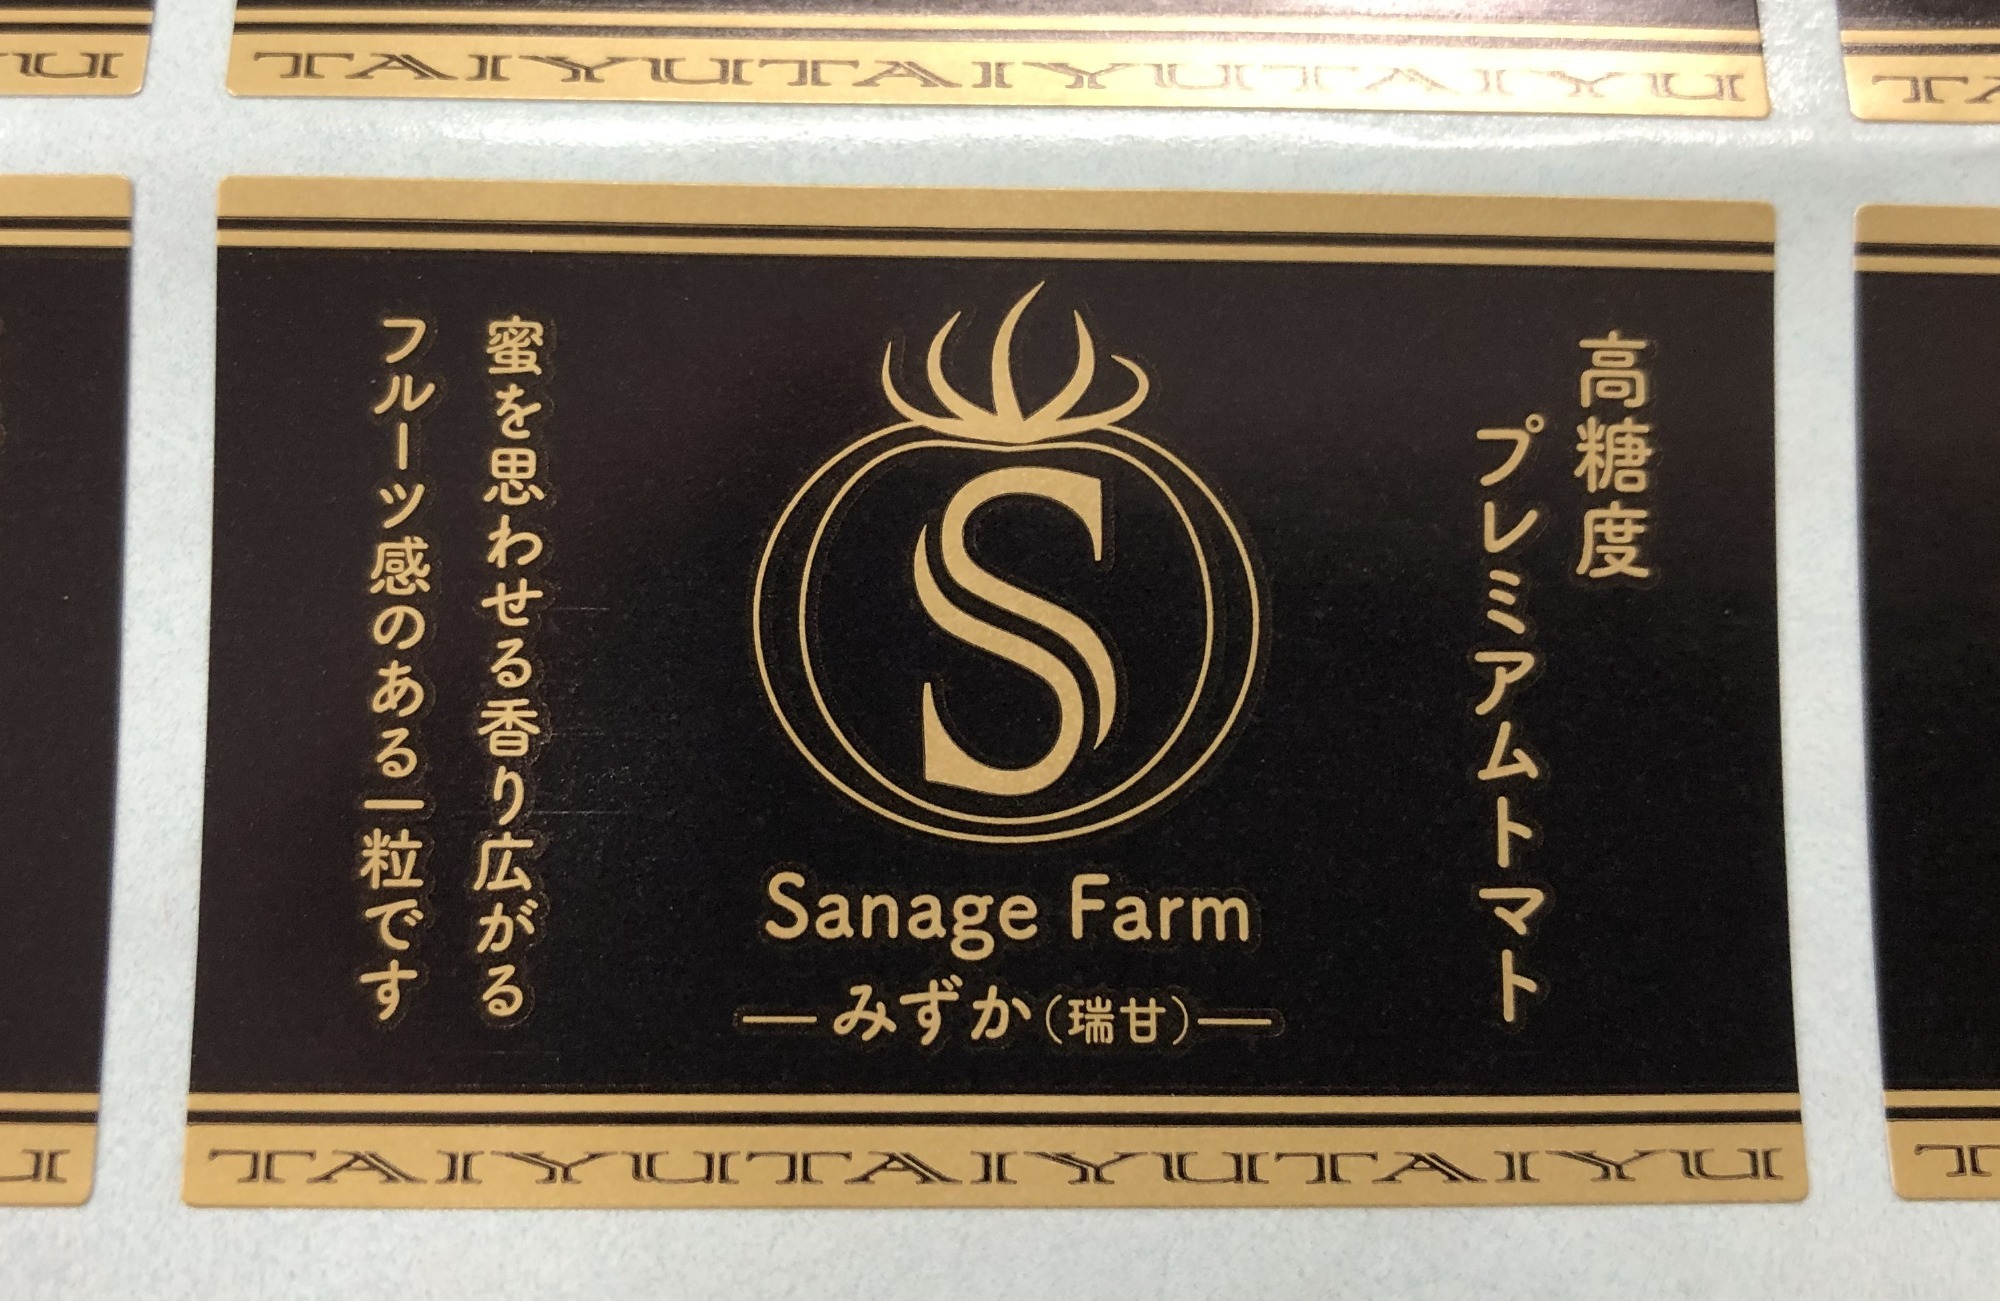 TAIYUTAIYUTAIYU
高糖度
プレミアムトマト
S
Sanage Farm
―みずか(瑞甘)―
蜜を思わせる香り広がる
フルーツ感のある一粒です
TAIYUTAIYUTAIYU